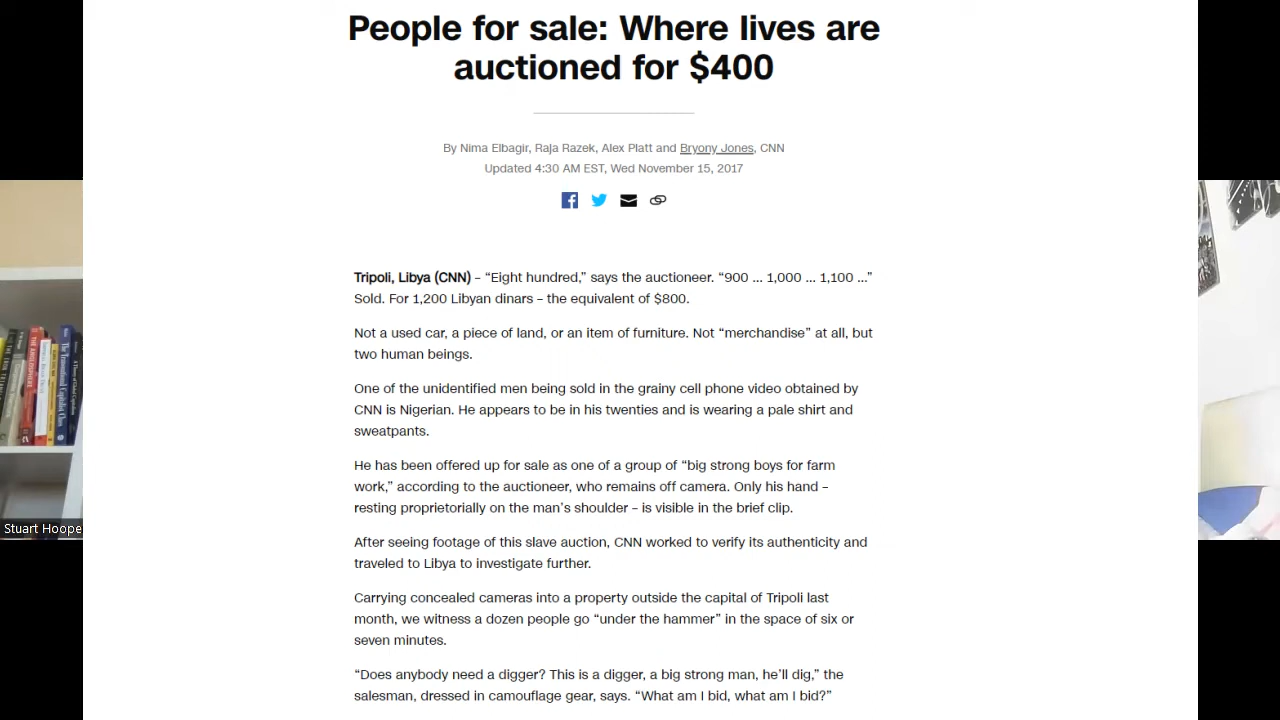 People for sale: Where lives are
auctioned for $400
By Nima Elbagir, Raja Razek, Alex Platt and Bryony Jones, CNN
Updated 4:30 AM EST, Wed November 15, 2017
Tripoli, Libya (CNN) – “Eight hundred,” says the auctioneer. “900 … 1,000 … 1,100 …”
Sold. For 1,200 Libyan dinars – the equivalent of $800.
Not a used car, a piece of land, or an item of furniture. Not “merchandise” at all, but
two human beings.
One of the unidentified men being sold in the grainy cell phone video obtained by
CNN is Nigerian. He appears to be in his twenties and is wearing a pale shirt and
sweatpants.
He has been offered up for sale as one of a group of “big strong boys for farm
work,” according to the auctioneer, who remains off camera. Only his hand –
resting proprietorially on the man’s shoulder – is visible in the brief clip.
After seeing footage of this slave auction, CNN worked to verify its authenticity and
traveled to Libya to investigate further.
Carrying concealed cameras into a property outside the capital of Tripoli last
month, we witness a dozen people go “under the hammer” in the space of six or
seven minutes.
“Does anybody need a digger? This is a digger, a big strong man, he’ll dig,” the
salesman, dressed in camouflage gear, says. “What am I bid, what am I bid?”
Stuart Hoope